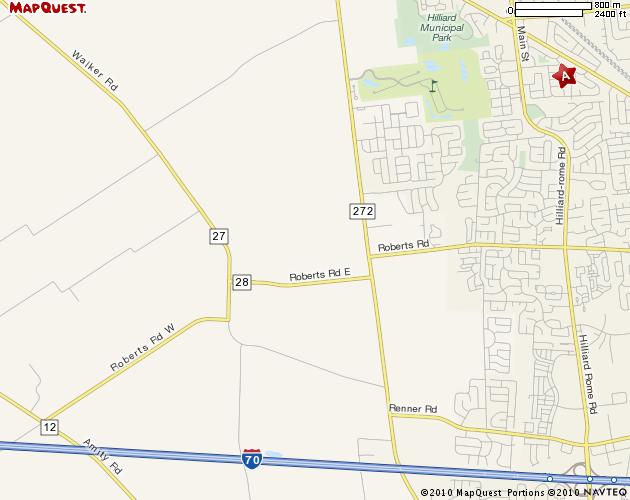 MAPQUEST.
0
800 m
2400 ft
Hilliard
Municipal
Park
Main St
A
Walker Rd
Hilliard-rome Rd
272
27
Roberts Rd
28
Roberts Rd E
Roberts Rd W
Hilliard Rome Rd
Renner Rd
12
Amity Rd
70
©2010 MapQuest Portions ©2010 NAVTEQ